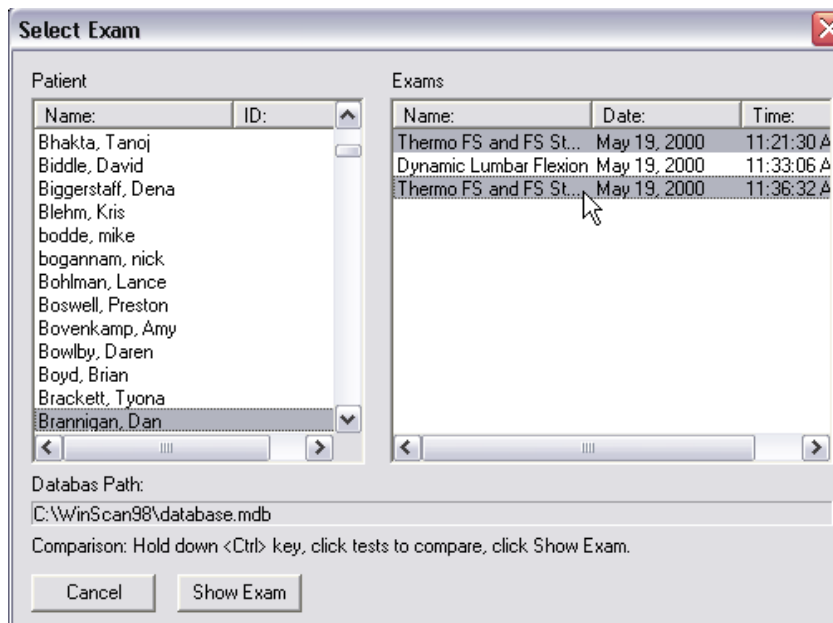 Select Exam
Patient
Name: ID:
Bhakta, Tanoj
Biddle, David
Biggerstaff, Dena
Blehm, Kris
bodde, mike
bogannam, nick
Bohlman, Lance
Boswell, Preston
Bovenkamp, Amy
Bowlby, Daren
Boyd, Brian
Brackett, Tyona
Brannigan, Dan
Exams
Name: Date: Time:
Thermo FS and FS St... May 19, 2000 11:21:30 A
Dynamic Lumbar Flexion May 19, 2000 11:33:06 A
Thermo FS and FS St... May 19, 2000 11:36:32 A
Databas Path:
C:\WinScan98\database.mdb
Comparison: Hold down <Ctrl> key, click tests to compare, click Show Exam.
Cancel Show Exam